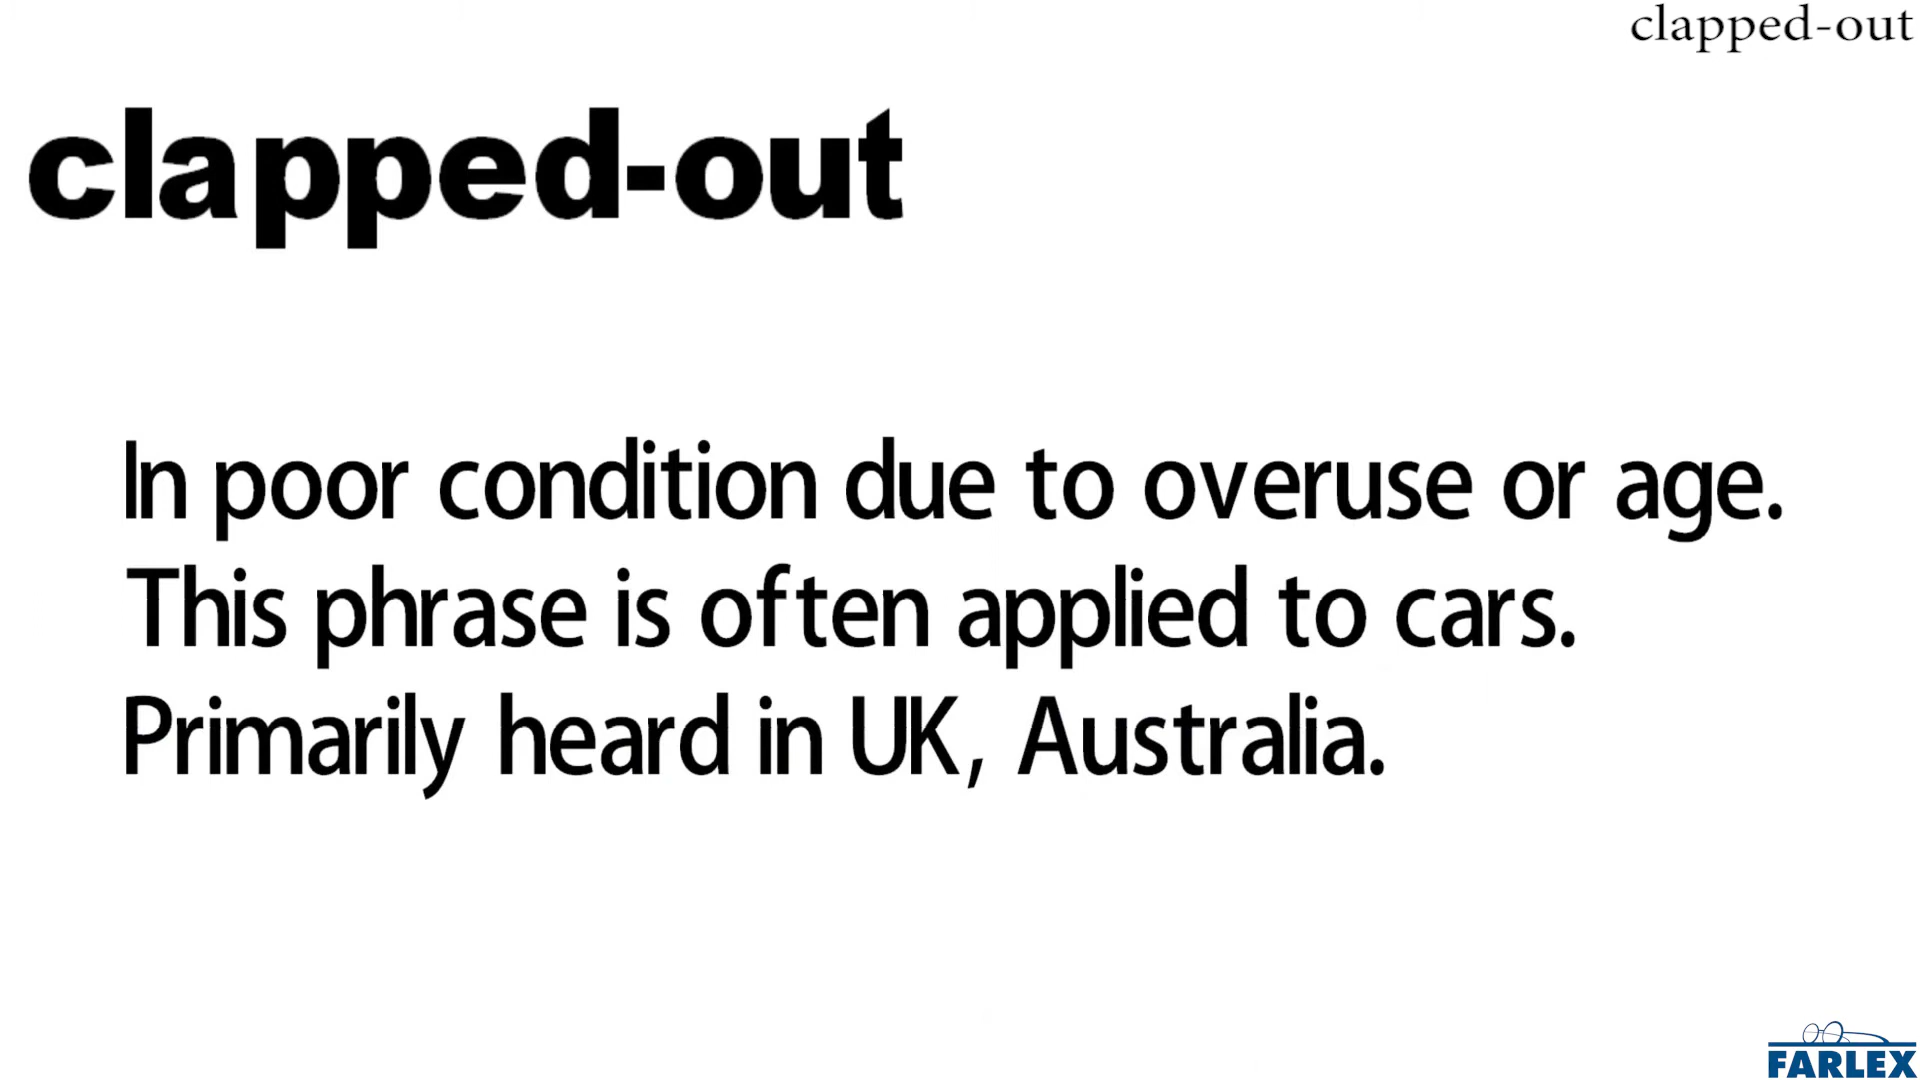 clapped-out
clapped-out
In poor condition due to overuse or age.
This phrase is often applied to cars.
Primarily heard in UK, Australia.
FARLEX